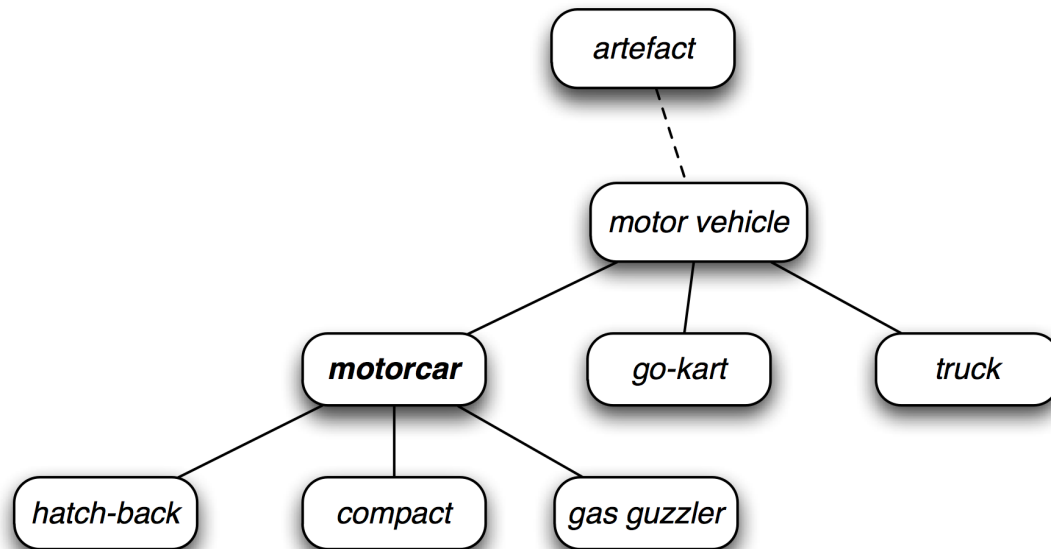 artefact
motor vehicle
motorcar
go-kart
truck
hatch-back
compact
gas guzzler